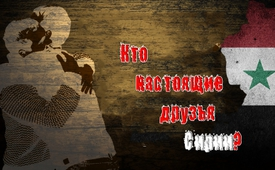 Кто
настоящие
друзья
Сирии?